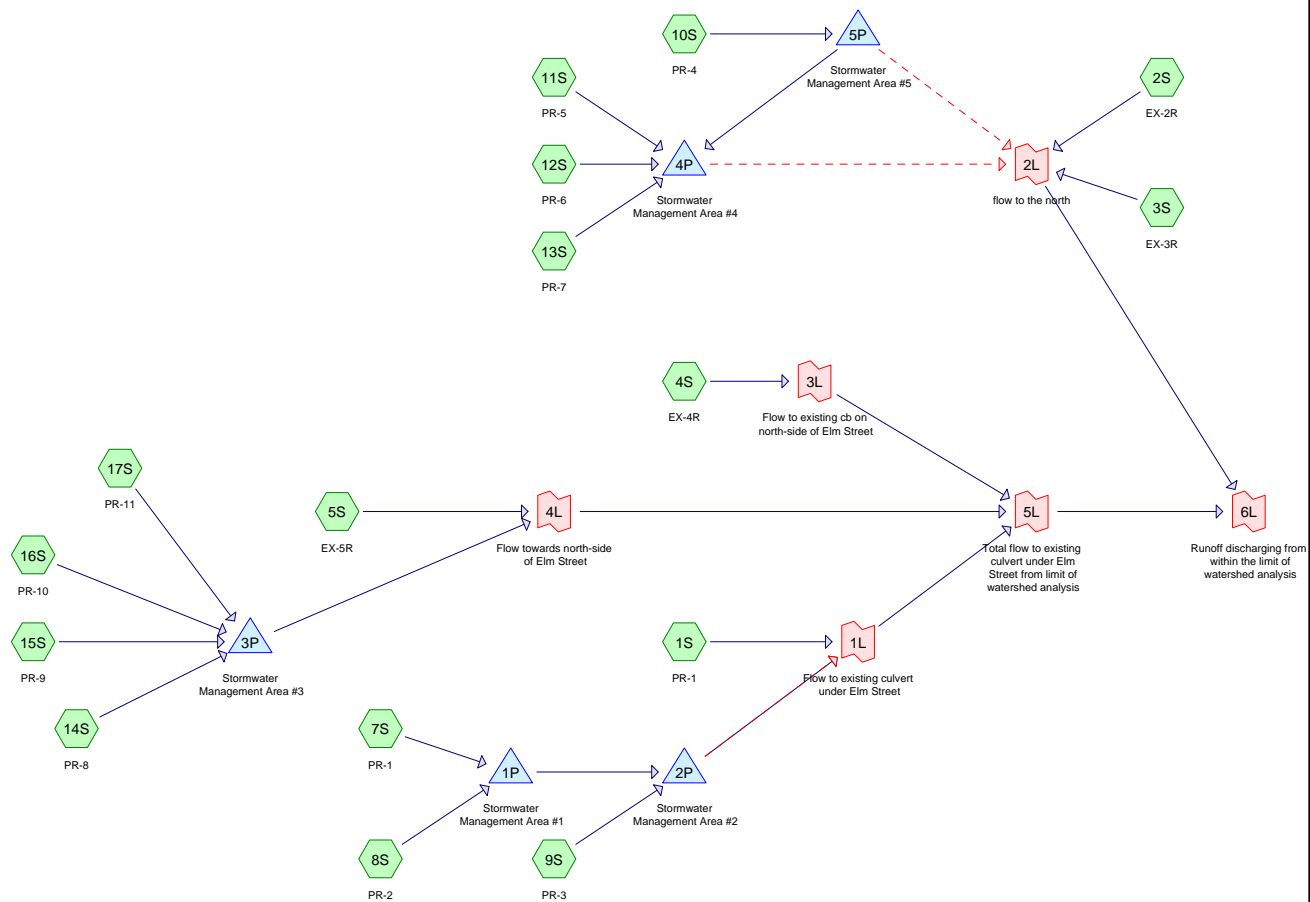 10S
PR-4
5P
Stormwater
Management Area #5
11S
PR-5
2S
EX-2R
12S
PR-6
4P
Stormwater
Management Area #4
2L
flow to the north
3S
EX-3R
13S
PR-7
4S
EX-4R
3L
Flow to existing cb on
north-side of Elm Street
17S
PR-11
5S
EX-5R
4L
Flow towards north-side
of Elm Street
5L
Total flow to existing
culvert under Elm
Street from limit of
watershed analysis
6L
Runoff discharging from
within the limit of
watershed analysis
16S
PR-10
15S
PR-9
3P
Stormwater
Management Area #3
1S
PR-1
1L
Flow to existing culvert
under Elm Street
14S
PR-8
7S
PR-1
1P
Stormwater
Management Area #1
2P
Stormwater
Management Area #2
8S
PR-2
9S
PR-3